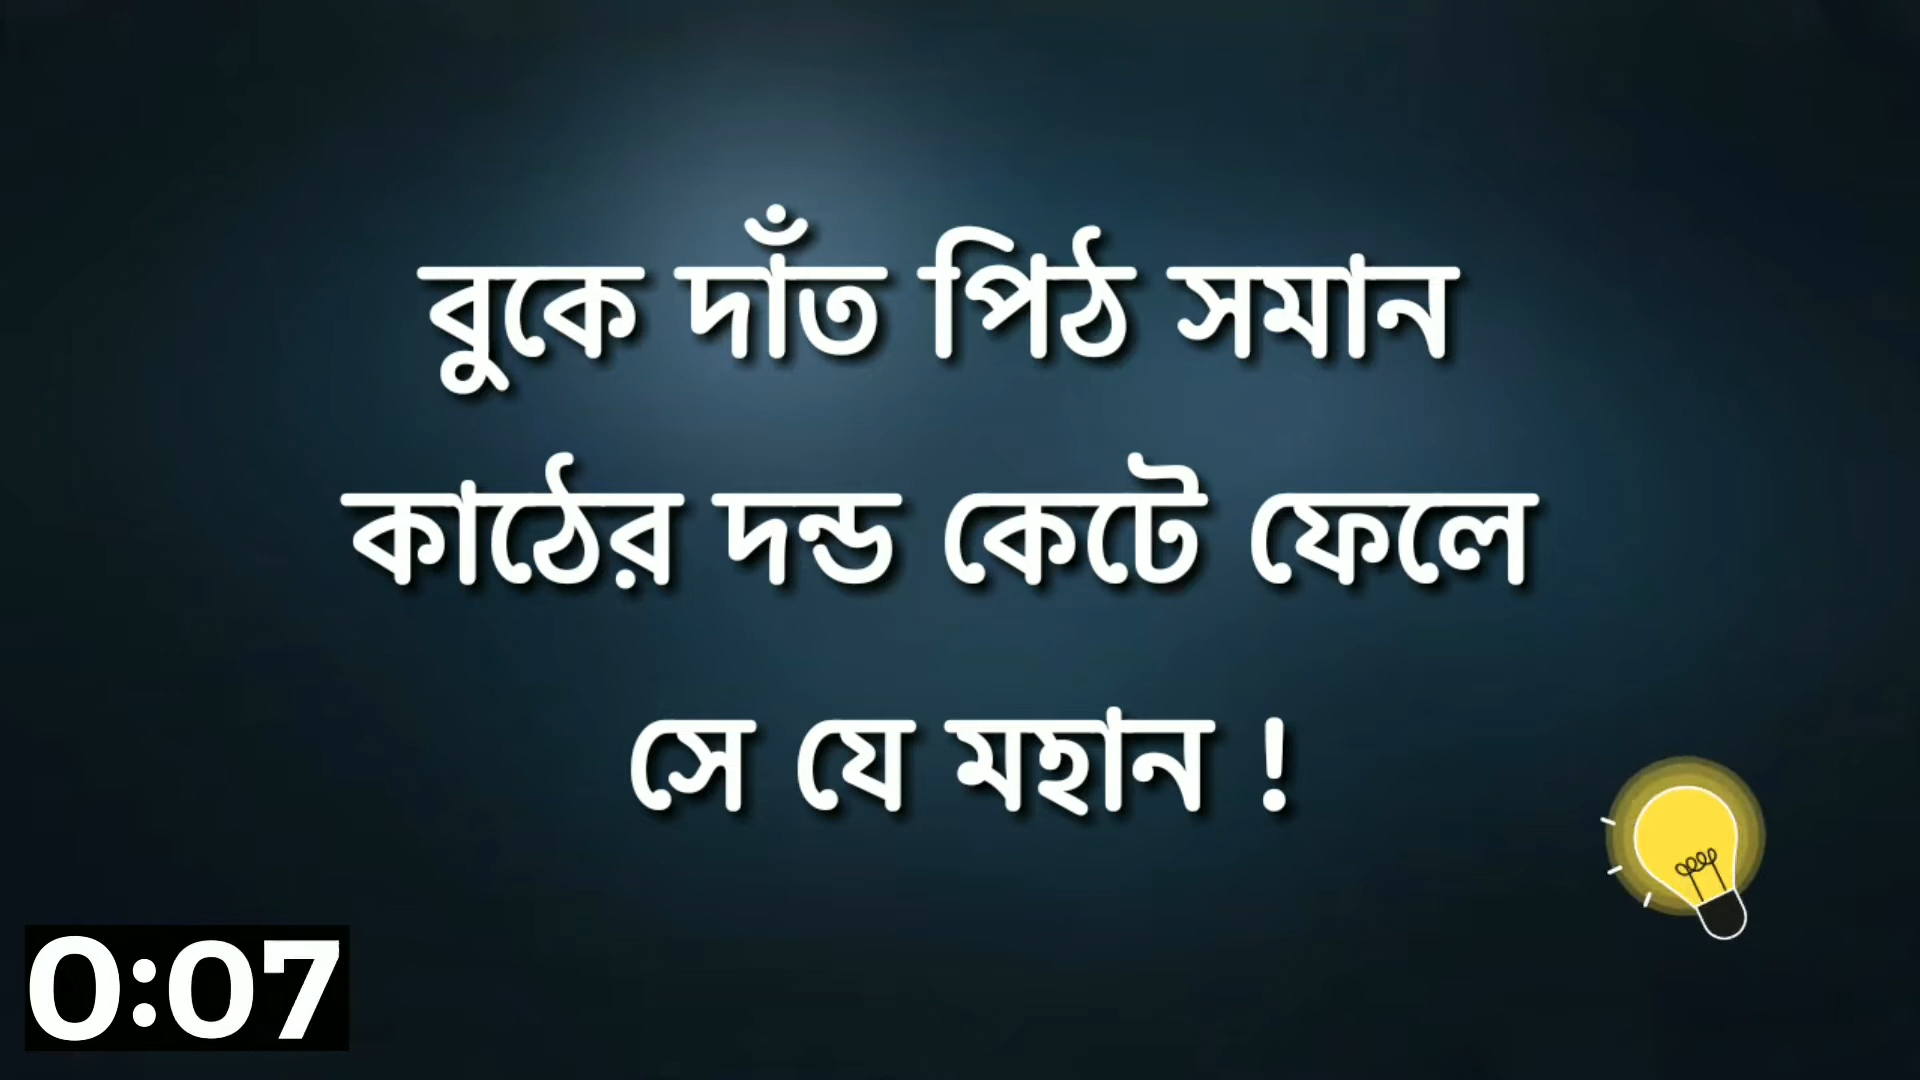 বুকে দাঁত পিঠ সমান
কাঠের দন্ড কেটে ফেলে
সে যে মহান !
0:07